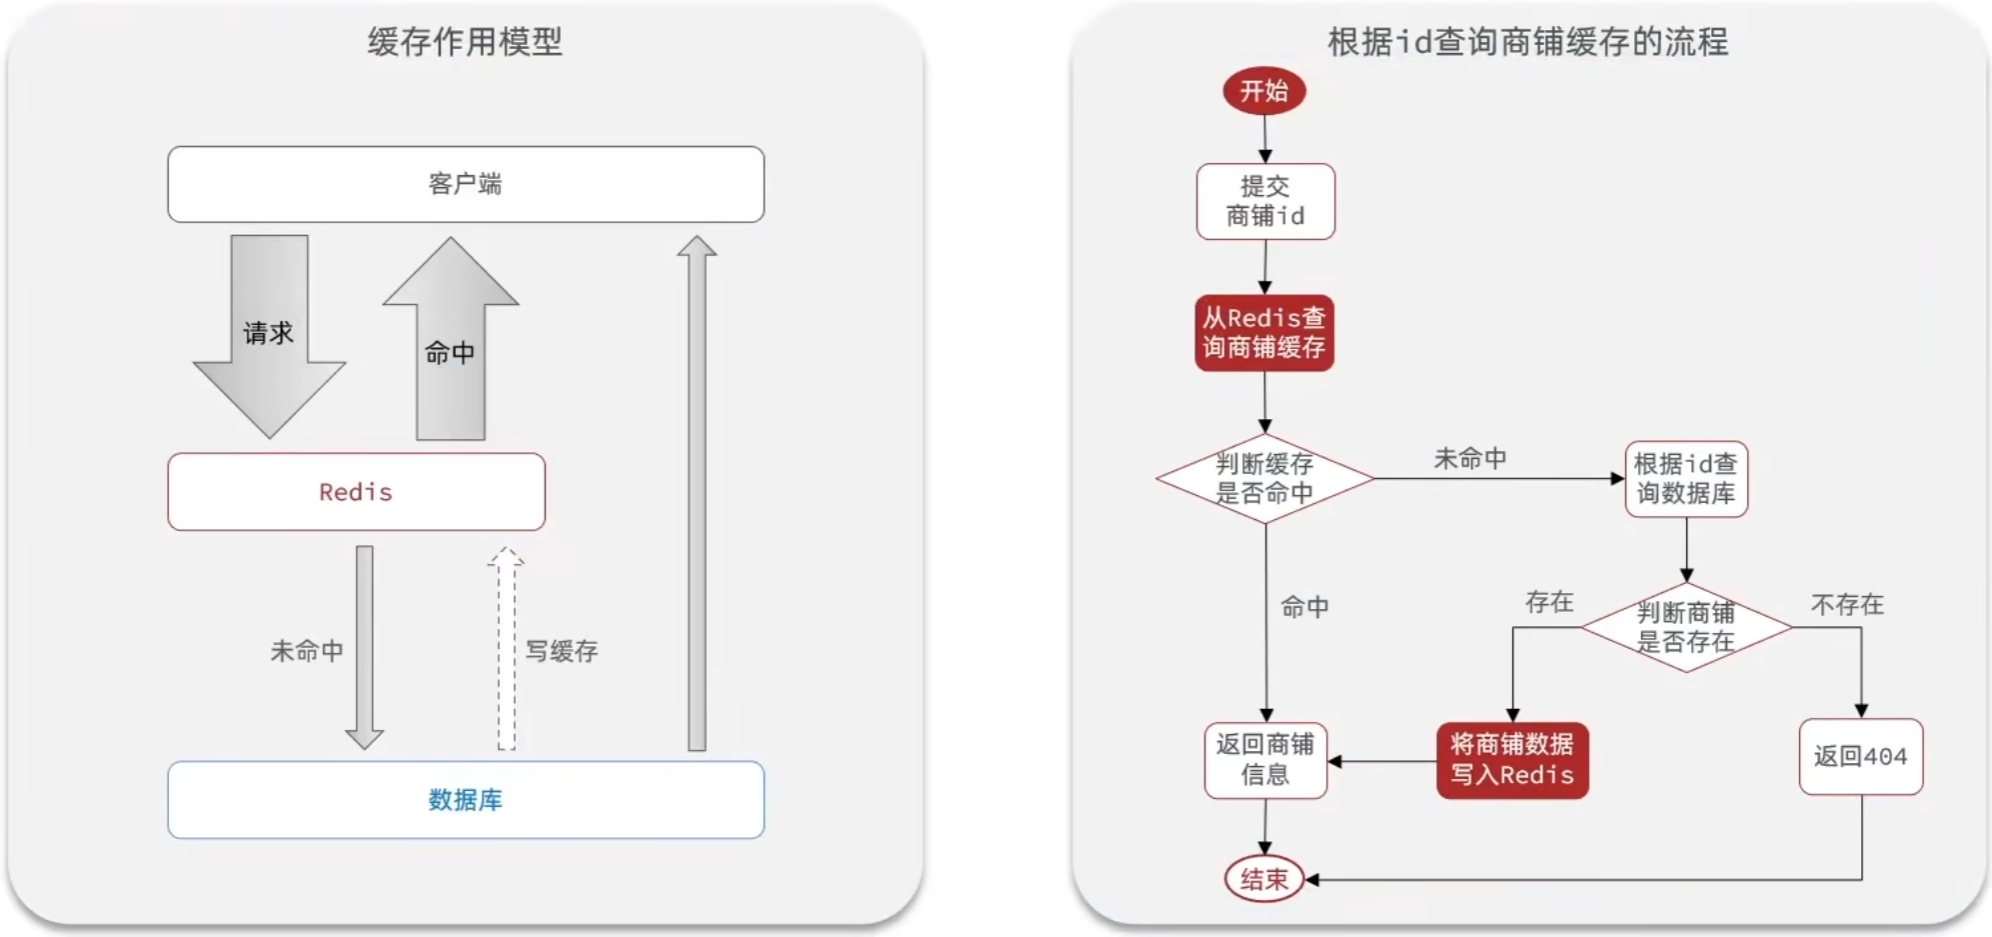 缓存作用模型
客户端
请求
命中
Redis
未命中
写缓存
数据库
根据id查询商铺缓存的流程
开始
提交
商铺id
从Redis查
询商铺缓存
判断缓存
是否命中
未命中
根据id查
询数据库
命中
存在
判断商铺
是否存在
不存在
返回商铺
信息
将商铺数据
写入Redis
返回404
结束